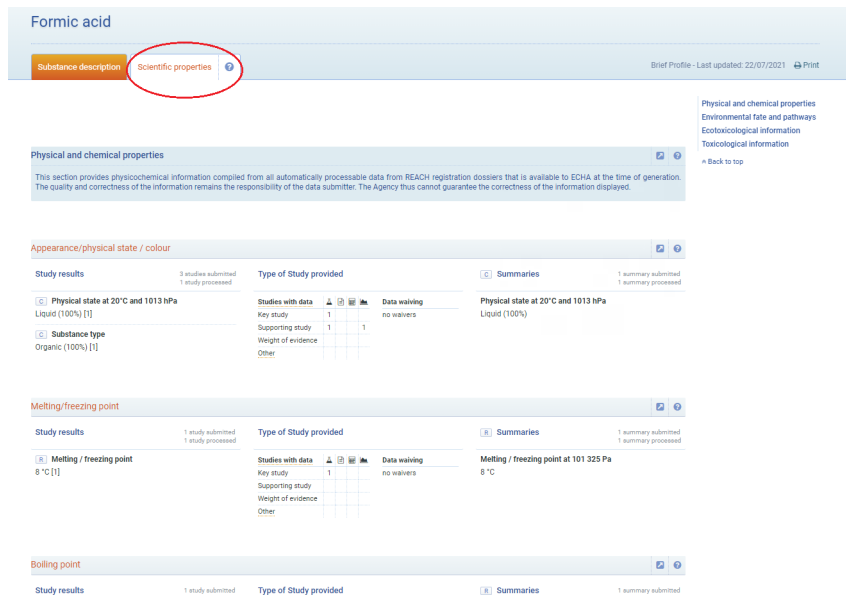 Formic acid
Substance description
Scientific properties
?
Brief Profile - Last updated: 22/07/2021
Print
Physical and chemical properties
Environmental fate and pathways
Ecotoxicological information
Toxicological information
Back to top
Physical and chemical properties
?
This section provides physicochemical information compiled from all automatically processable data from REACH registration dossiers that is available to ECHA at the time of generation.
The quality and correctness of the information remains the responsibility of the data submitter. The Agency thus cannot guarantee the correctness of the information displayed.
Appearance/physical state / colour
?
Study results
3 studies submitted
1 study processed
C Physical state at 20°C and 1013 hPa
Liquid (100%) [1]
C Substance type
Organic (100%) [1]
Type of Study provided
Studies with data
Data waiving
Key study 1
no waivers
Supporting study 1 1
Weight of evidence
Other
C Summaries
1 summary submitted
1 summary processed
Physical state at 20°C and 1013 hPa
Liquid (100%)
Melting/freezing point
?
Study results
1 study submitted
1 study processed
R Melting / freezing point
8 °C [1]
Type of Study provided
Studies with data
Data waiving
Key study 1
no waivers
Supporting study
Weight of evidence
Other
R Summaries
1 summary submitted
1 summary processed
Melting / freezing point at 101 325 Pa
8 °C
Boiling point
?
Study results
1 study submitted
Type of Study provided
R Summaries
1 summary submitted